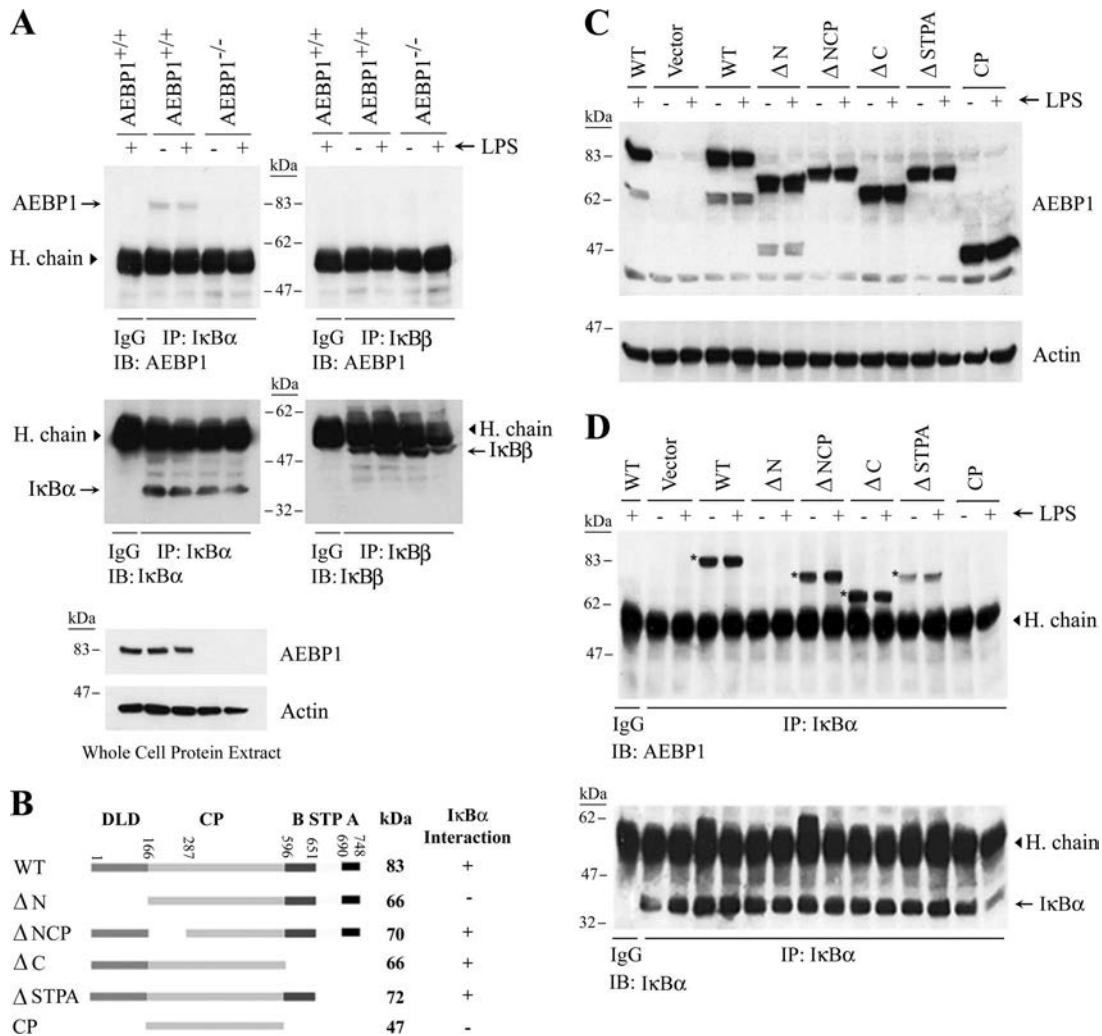 A
AEBP1+/+ AEBP1+/+ AEBP1-/- AEBP1+/+ AEBP1+/+ AEBP1-/-
+ - + - + kDa + - + - + ← LPS
AEBP1→ -83-
-62-
H. chain
-47-
IgG IP: IκBα IgG IP: IκBβ
IB: AEBP1 IB: AEBP1
kDa
-62-
H. chain H. chain
-47- ←IκBβ
IκBα→
-32-
IgG IP: IκBα IgG IP: IκBβ
IB: IκBα IB: IκBβ
kDa
83– AEBP1
47–
Actin
Whole Cell Protein Extract
B
DLD CP B STP A kDa IκBα Interaction
1 166 287 596 651 690 748
WT 83 +
ΔN 66 -
ΔNCP 70 +
ΔC 66 +
ΔSTPA 72 +
CP 47 -
C
WT Vector WT ΔN ΔNCP ΔC ΔSTPA CP
+ - + - + - + - + - + - + - + ← LPS
kDa
83–
62– AEBP1
47–
47–
Actin
D
WT Vector WT ΔN ΔNCP ΔC ΔSTPA CP
+ - + - + - + - + - + - + - + ← LPS
kDa
83– * * * *
62–
H. chain
47–
IgG IP: IκBα
IB: AEBP1
kDa
62–
H. chain
47–
← IκBα
32–
IgG IP: IκBα
IB: IκBα